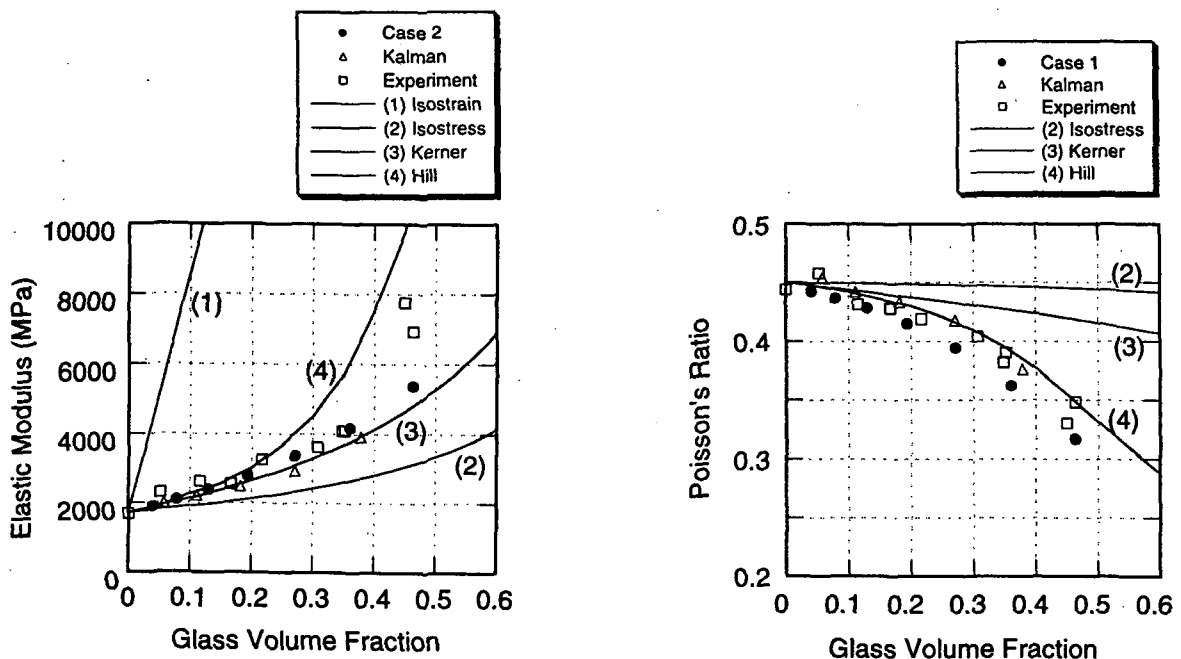 Case 2
Kalman
Experiment
(1) Isostrain
(2) Isostress
(3) Kerner
(4) Hill
10000
8000
6000
4000
2000
0
Elastic Modulus (MPa)
(1)
(4)
(3)
(2)
0 0.1 0.2 0.3 0.4 0.5 0.6
Glass Volume Fraction
Case 1
Kalman
Experiment
(2) Isostress
(3) Kerner
(4) Hill
0.5
0.4
0.3
0.2
Poisson's Ratio
(2)
(3)
(4)
0 0.1 0.2 0.3 0.4 0.5 0.6
Glass Volume Fraction